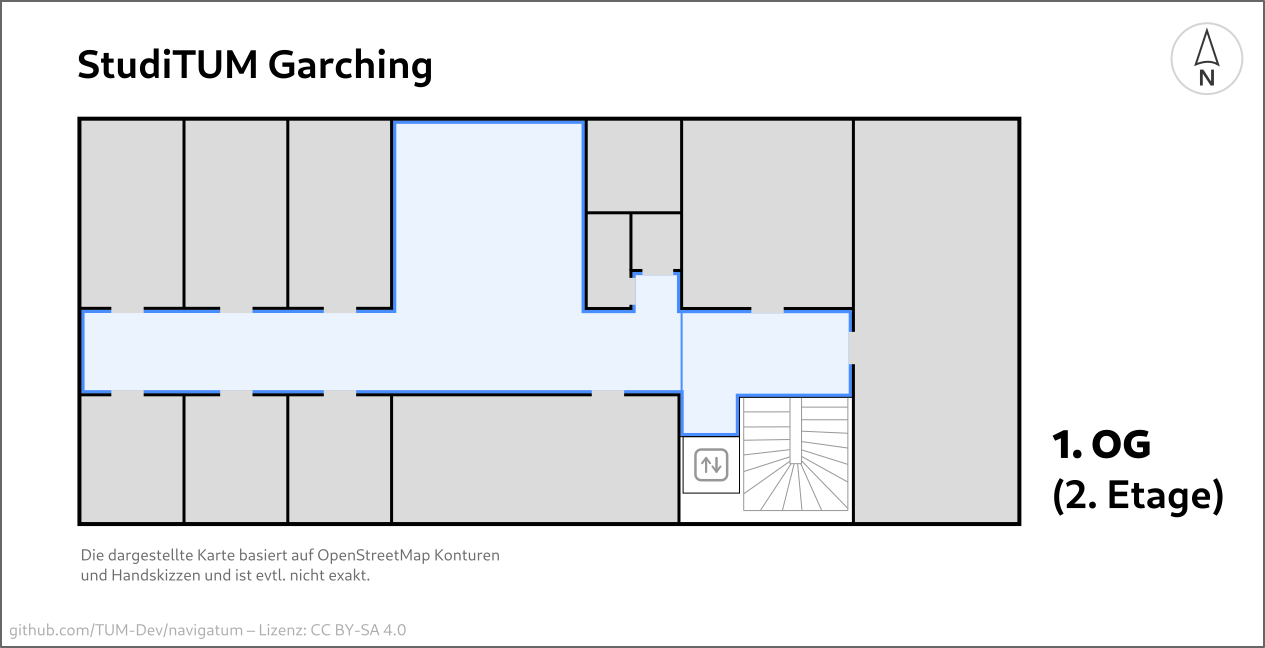 StudiTUM Garching
N
1. OG
(2. Etage)
Die dargestellte Karte basiert auf OpenStreetMap Konturen
und Handskizzen und ist evtl. nicht exakt.
github.com/TUM-Dev/navigatum – Lizenz: CC BY-SA 4.0